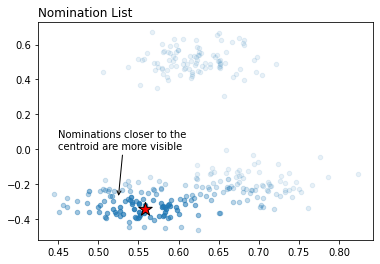 Nomination List
0.6
0.4
0.2
0.0
−0.2
−0.4
Nominations closer to the
centroid are more visible
0.45 0.50 0.55 0.60 0.65 0.70 0.75 0.80